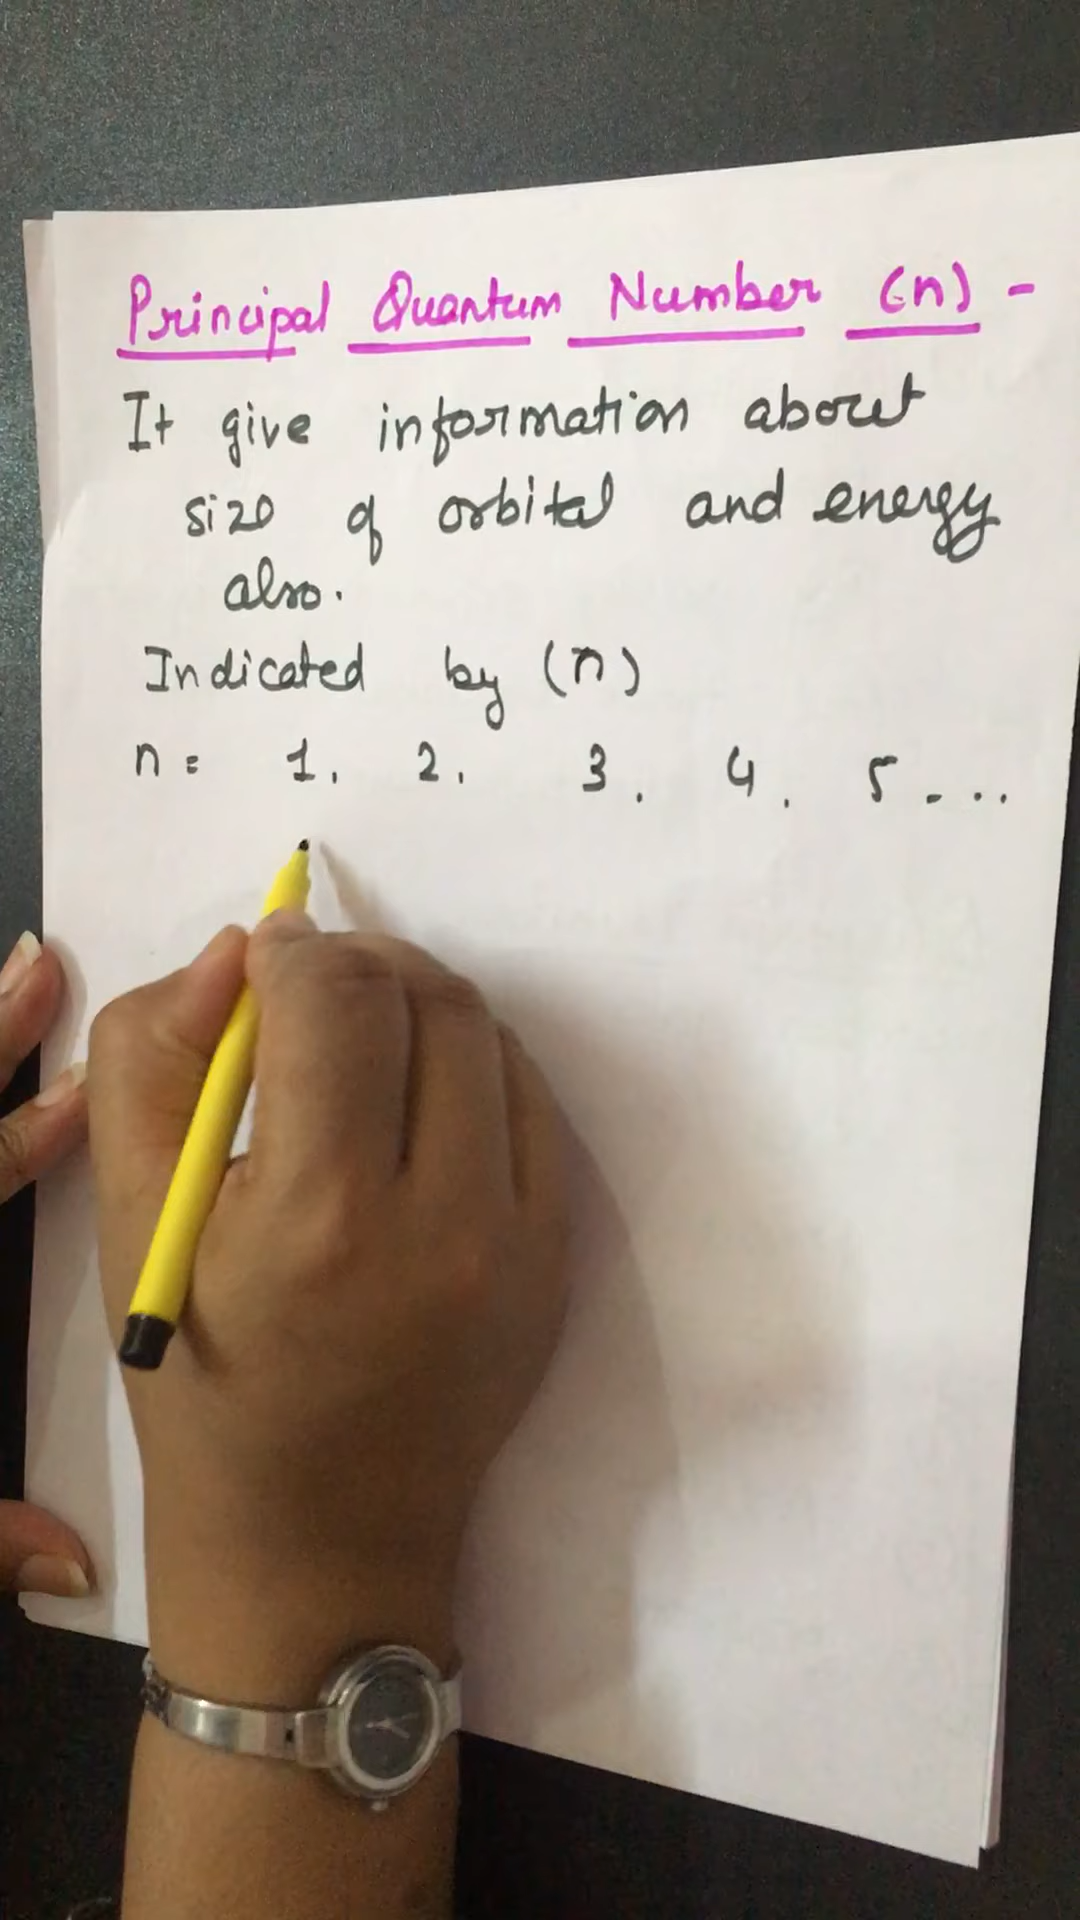 Principal Quantum Number (n) -
It give information about
size of orbital and energy
also.
Indicated by (n)
n = 1, 2, 3, 4, 5 ....